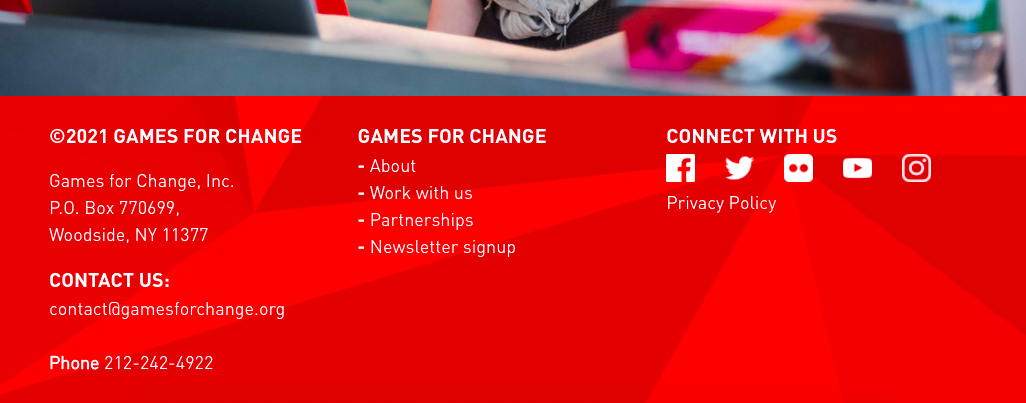 ©2021 GAMES FOR CHANGE
Games for Change, Inc.
P.O. Box 770699,
Woodside, NY 11377
CONTACT US:
contact@gamesforchange.org
Phone 212-242-4922
GAMES FOR CHANGE
- About
- Work with us
- Partnerships
- Newsletter signup
CONNECT WITH US
Privacy Policy